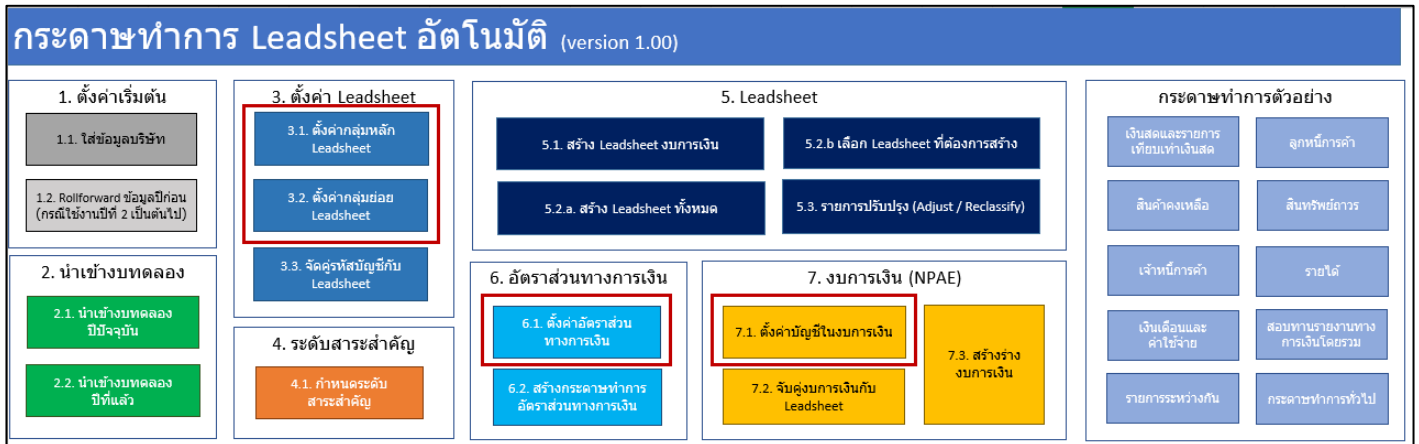 กระดาษทำการ Leadsheet อัตโนมัติ (version 1.00)
1. ตั้งค่าเริ่มต้น
1.1. ใส่ข้อมูลบริษัท
1.2. Rollforward ข้อมูลปีก่อน
(กรณีใช้งานปีที่ 2 เป็นต้นไป)
2. นำเข้างบทดลอง
2.1. นำเข้างบทดลอง
ปีปัจจุบัน
2.2. นำเข้างบทดลอง
ปีที่แล้ว
3. ตั้งค่า Leadsheet
3.1. ตั้งค่ากลุ่มหลัก
Leadsheet
3.2. ตั้งค่ากลุ่มย่อย
Leadsheet
3.3. จัดคู่รหัสบัญชีกับ
Leadsheet
4. ระดับสาระสำคัญ
4.1. กำหนดระดับ
สาระสำคัญ
5. Leadsheet
5.1. สร้าง Leadsheet งบการเงิน
5.2.b เลือก Leadsheet ที่ต้องการสร้าง
5.2.a. สร้าง Leadsheet ทั้งหมด
5.3. รายการปรับปรุง (Adjust / Reclassify)
6. อัตราส่วนทางการเงิน
6.1. ตั้งค่าอัตราส่วน
ทางการเงิน
6.2. สร้างกระดาษทำการ
อัตราส่วนทางการเงิน
7. งบการเงิน (NPAE)
7.1. ตั้งค่าบัญชีในงบการเงิน
7.2. จับคู่งบการเงินกับ
Leadsheet
7.3. สร้างร่าง
งบการเงิน
กระดาษทำการตัวอย่าง
เงินสดและรายการ
เทียบเท่าเงินสด
ลูกหนี้การค้า
สินค้าคงเหลือ
สินทรัพย์ถาวร
เจ้าหนี้การค้า
รายได้
เงินเดือนและ
ค่าใช้จ่าย
สอบทานรายงานทาง
การเงินโดยรวม
รายการระหว่างกัน
กระดาษทำการทั่วไป